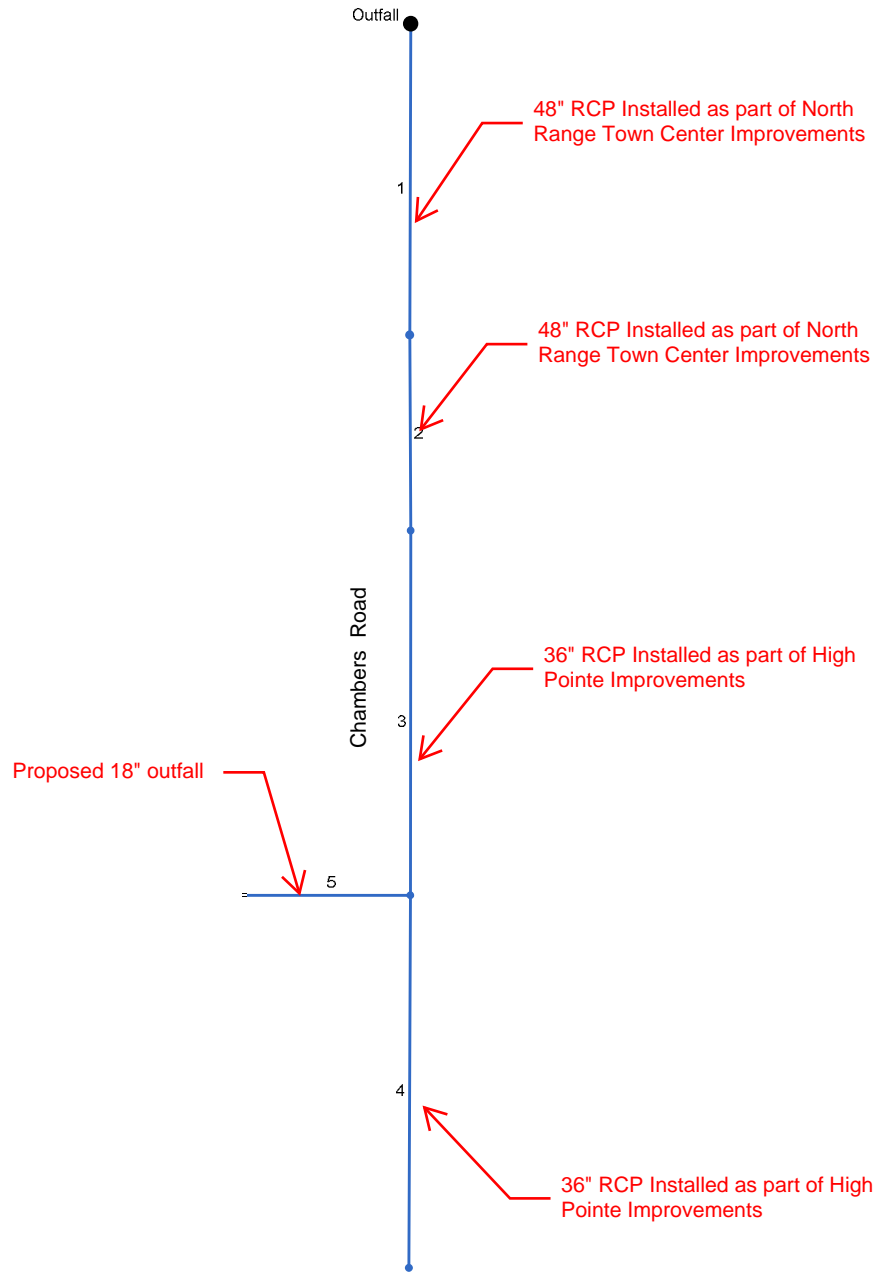 Outfall
48" RCP Installed as part of North
Range Town Center Improvements
1
48" RCP Installed as part of North
Range Town Center Improvements
2
Chambers Road
36" RCP Installed as part of High
Pointe Improvements
3
Proposed 18" outfall
5
4
36" RCP Installed as part of High
Pointe Improvements